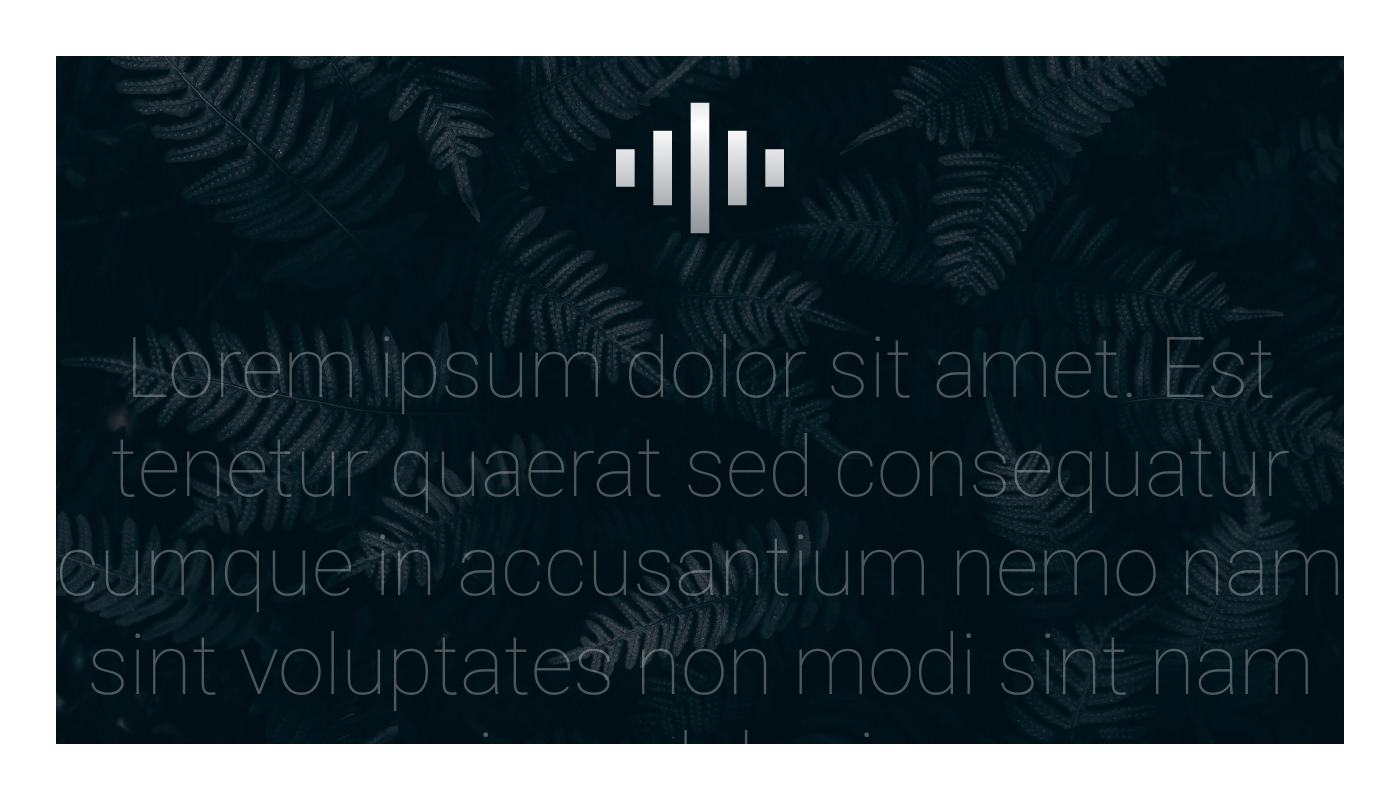 Lorem ipsum dolor sit amet. Est
tenetur quaerat sed consequatur
cumque in accusantium nemo nam
sint voluptates non modi sint nam